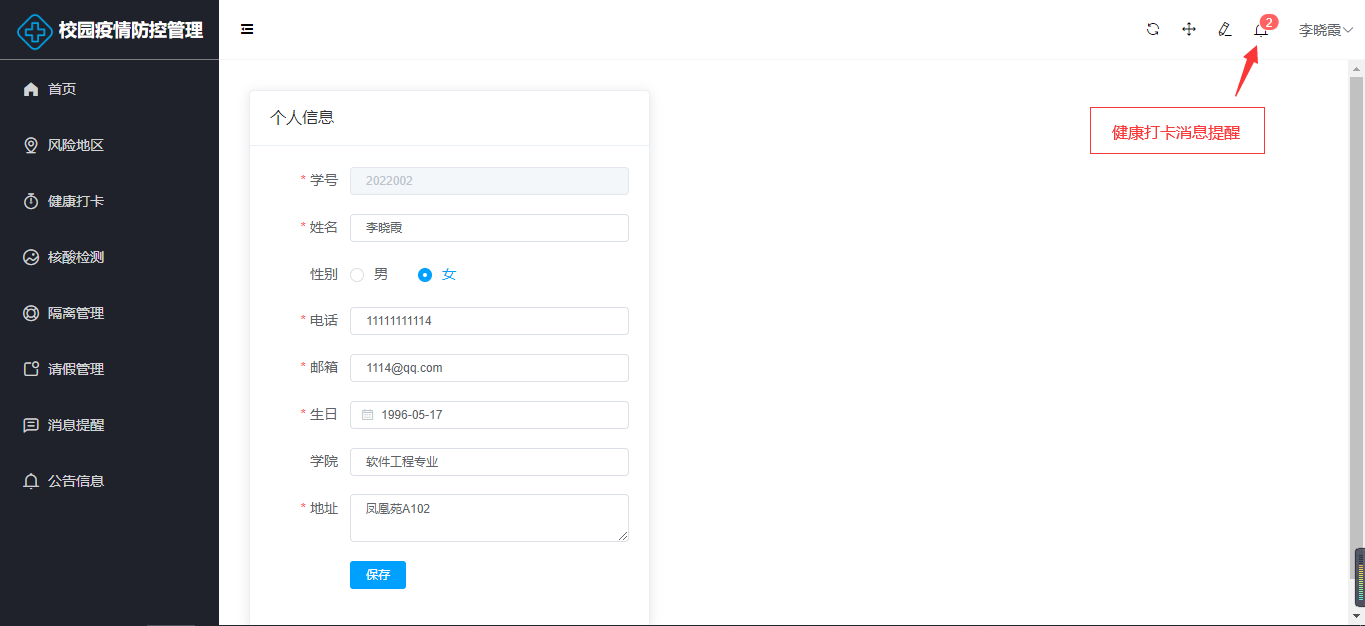 校园疫情防控管理
2
李晓霞
首页
风险地区
健康打卡
核酸检测
隔离管理
请假管理
消息提醒
公告信息
健康打卡消息提醒
个人信息
* 学号 2022002
* 姓名 李晓霞
性别 男 女
* 电话 11111111114
* 邮箱 1114@qq.com
* 生日 1996-05-17
学院 软件工程专业
* 地址 凤凰苑A102
保存